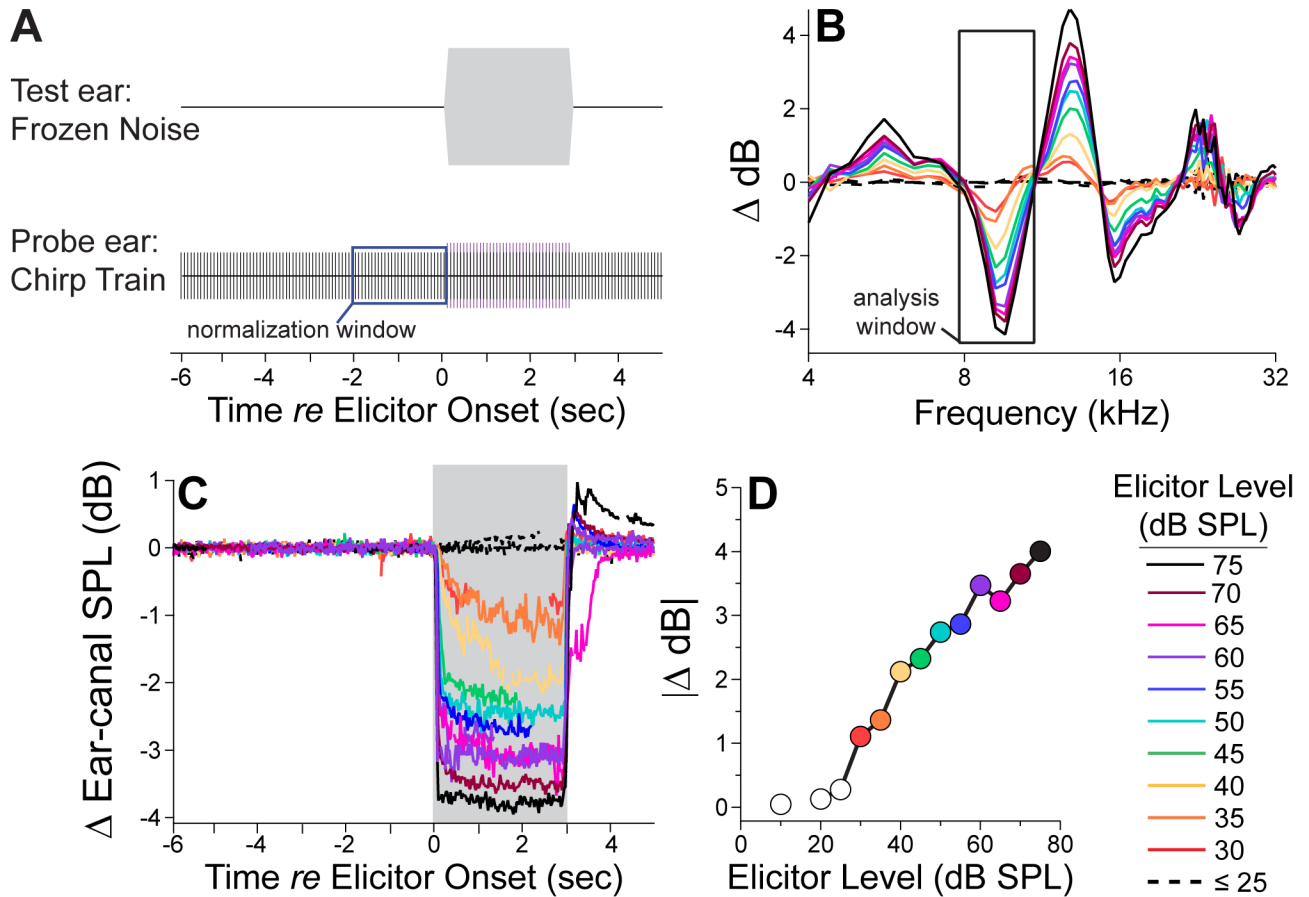 A
Test ear:
Frozen Noise
Probe ear:
Chirp Train
normalization window
-6 -4 -2 0 2 4
Time re Elicitor Onset (sec)
B
4
2
0
-2
-4
Δ dB
analysis
window
4 8 16 32
Frequency (kHz)
C
1
0
-1
-2
-3
-4
Δ Ear-canal SPL (dB)
-6 -4 -2 0 2 4
Time re Elicitor Onset (sec)
D
5
4
3
2
1
0
|Δ dB|
0 20 40 60 80
Elicitor Level (dB SPL)
Elicitor Level
(dB SPL)
75
70
65
60
55
50
45
40
35
30
≤ 25